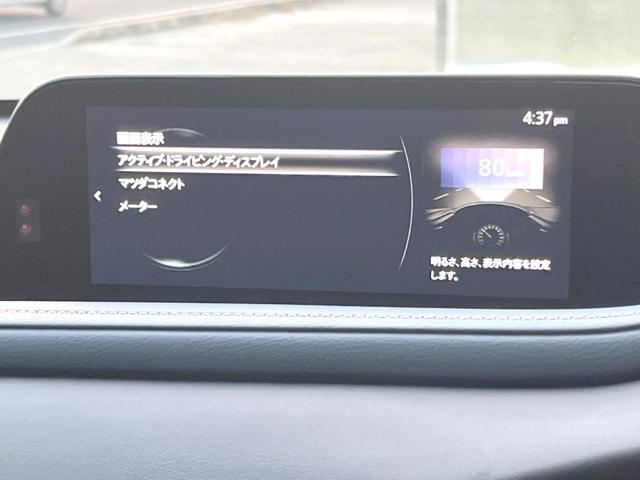 4:37pm
画面表示
アクティブ・ドライビング・ディスプレイ
マツダコネクト
メーター
80
明るさ、高さ、表示内容を設定
します。